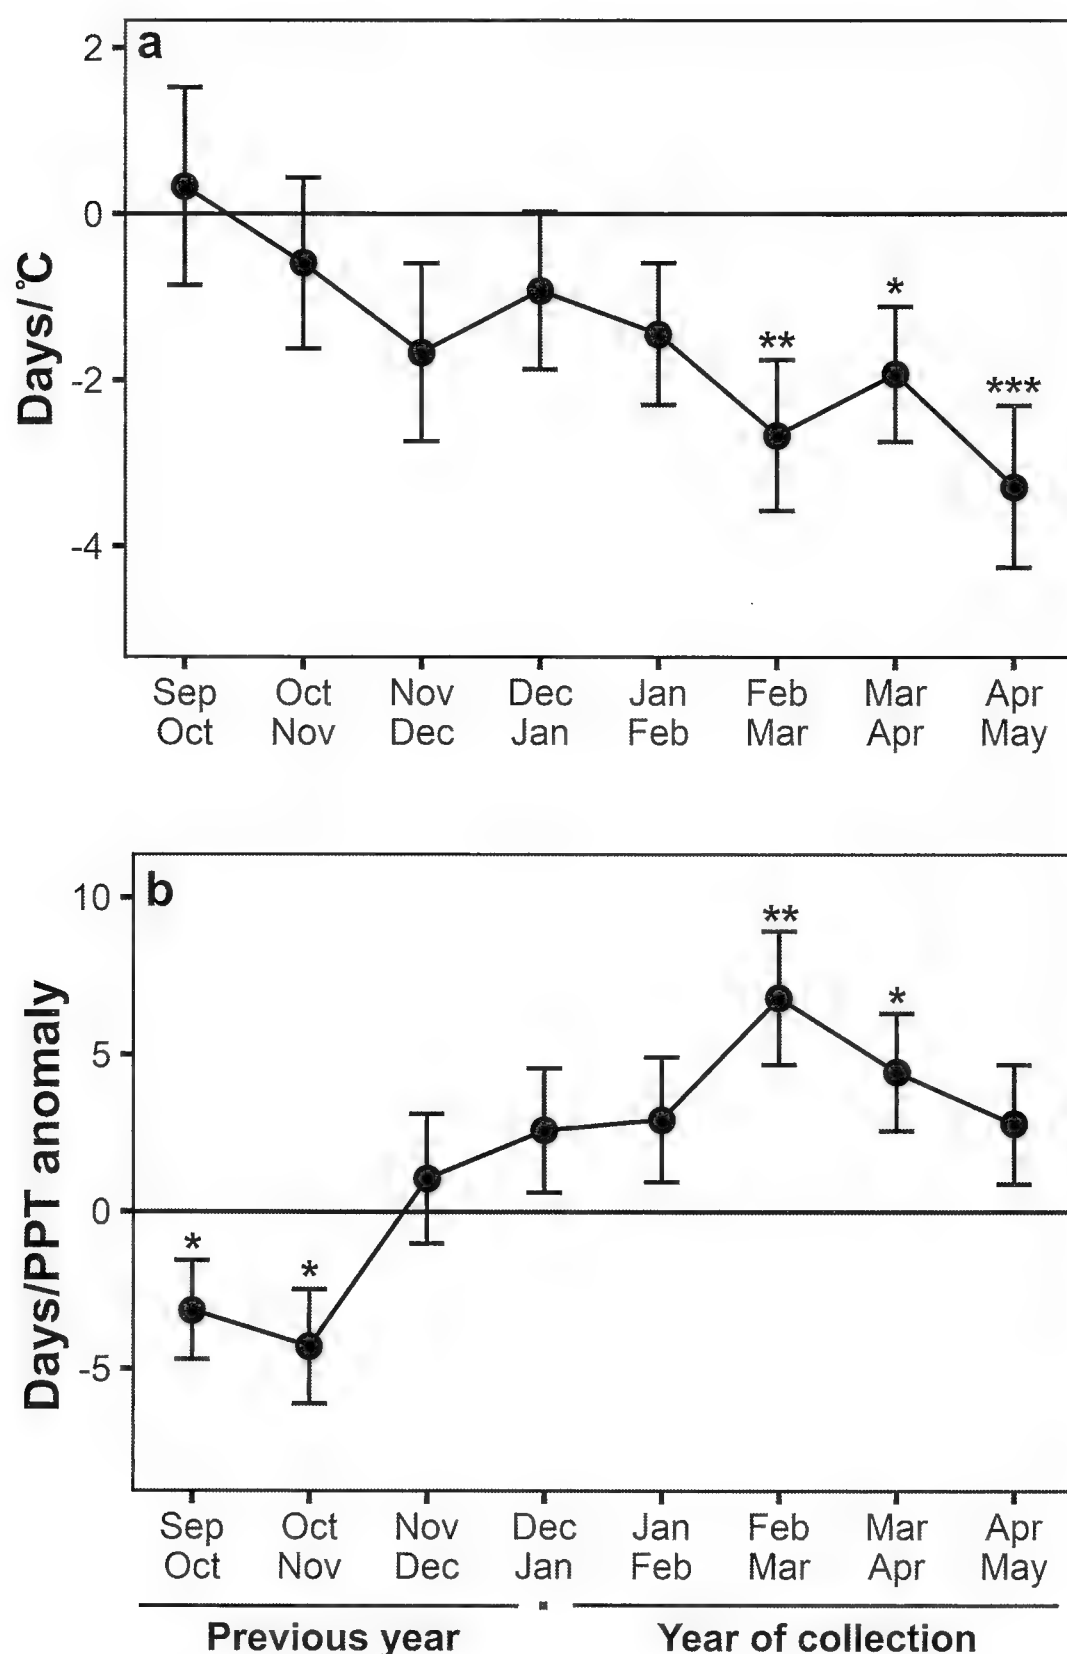 a
2
0
-2
-4
Days/°C
**
*
***
Sep Oct Nov Dec Jan Feb Mar Apr
Oct Nov Dec Jan Feb Mar Apr May
b
10
5
0
-5
Days/PPT anomaly
*
*
**
*
Sep Oct Nov Dec Jan Feb Mar Apr
Oct Nov Dec Jan Feb Mar Apr May
Previous year Year of collection